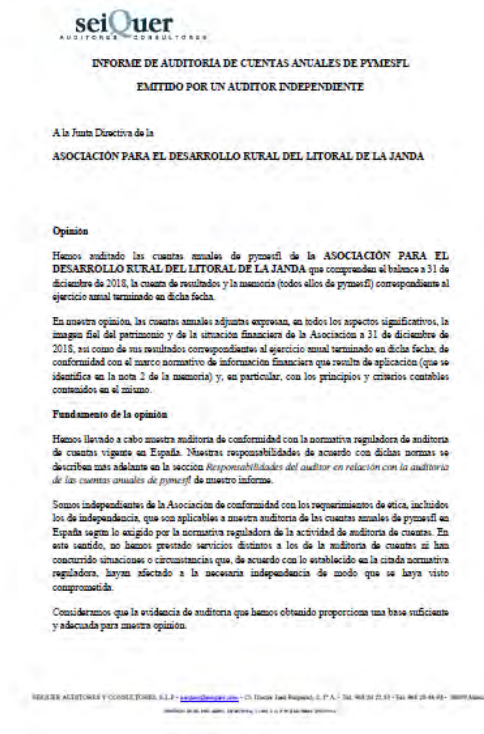 seiQuer
AUDITORES CONSULTORES
INFORME DE AUDITORÍA DE CUENTAS ANUALES DE PYMESFL
EMITIDO POR UN AUDITOR INDEPENDIENTE
A la Junta Directiva de la
ASOCIACIÓN PARA EL DESARROLLO RURAL DEL LITORAL DE LA JANDA
Opinión
Hemos auditado las cuentas anuales de pymesfl de la ASOCIACIÓN PARA EL
DESARROLLO RURAL DEL LITORAL DE LA JANDA que comprenden el balance a 31 de
diciembre de 2018, la cuenta de resultados y la memoria (todos ellos de pymesfl) correspondiente al
ejercicio anual terminado en dicha fecha.
En nuestra opinión, las cuentas anuales adjuntas expresan, en todos los aspectos significativos, la
imagen fiel del patrimonio y de la situación financiera de la Asociación a 31 de diciembre de
2018, así como de sus resultados correspondientes al ejercicio anual terminado en dicha fecha, de
conformidad con el marco normativo de información financiera que resulta de aplicación (que se
identifica en la nota 2 de la memoria) y, en particular, con los principios y criterios contables
contenidos en el mismo.
Fundamento de la opinión
Hemos llevado a cabo nuestra auditoría de conformidad con la normativa reguladora de auditoría
de cuentas vigente en España. Nuestras responsabilidades de acuerdo con dichas normas se
describen más adelante en la sección Responsabilidades del auditor en relación con la auditoría
de las cuentas anuales de pymesfl de nuestro informe.
Somos independientes de la Asociación de conformidad con los requerimientos de ética, incluidos
los de independencia, que son aplicables a nuestra auditoría de las cuentas anuales de pymesfl en
España según lo exigido por la normativa reguladora de la actividad de auditoría de cuentas. En
este sentido, no hemos prestado servicios distintos a los de la auditoría de cuentas ni han
concurrido situaciones o circunstancias que, de acuerdo con lo establecido en la citada normativa
reguladora, hayan afectado a la necesaria independencia de modo que se haya visto
comprometida.
Consideramos que la evidencia de auditoría que hemos obtenido proporciona una base suficiente
y adecuada para nuestra opinión.
SEIQUER AUDITORES Y CONSULTORES, S.L.P -